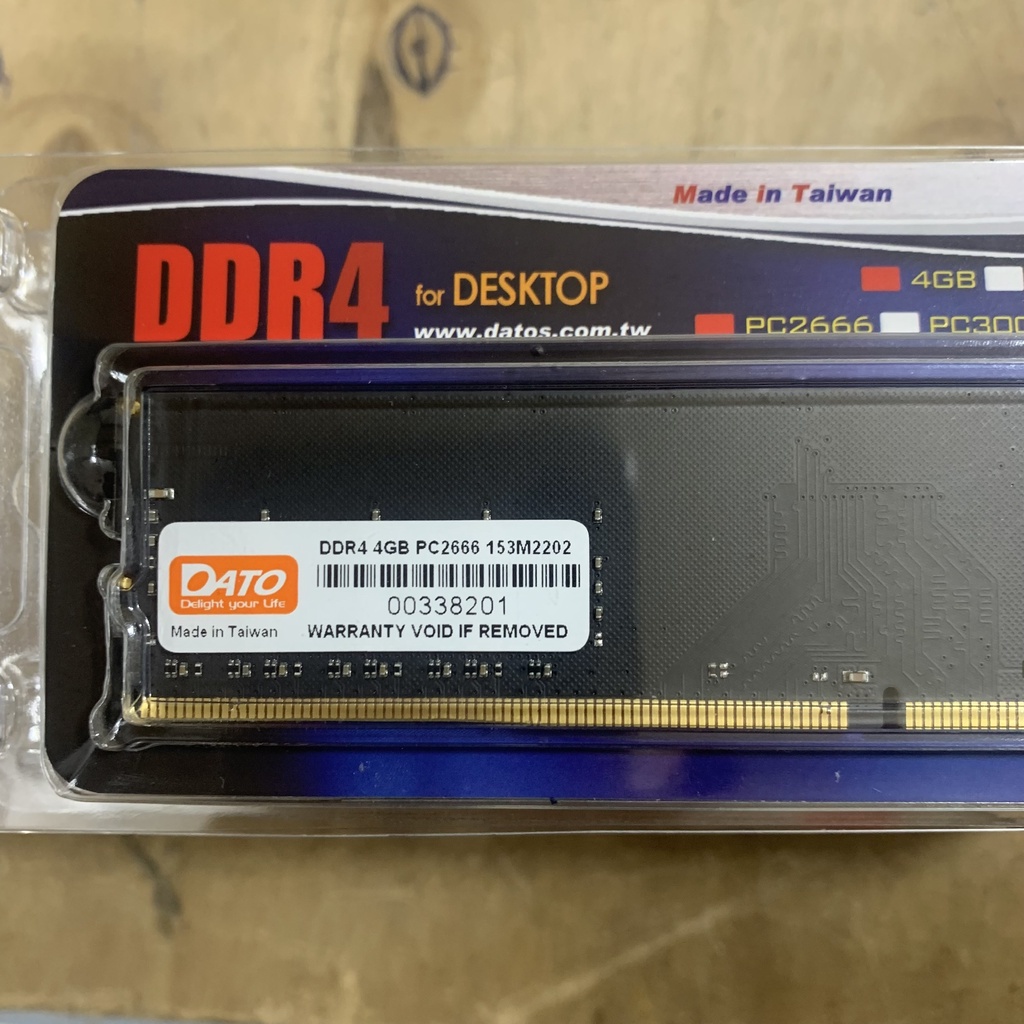 Made in Taiwan
DDR4 for DESKTOP
4GB
www.datos.com.tw
PC2666
DDR4 4GB PC2666 153M2202
DATO
Delight your Life
00338201
Made in Taiwan
WARRANTY VOID IF REMOVED